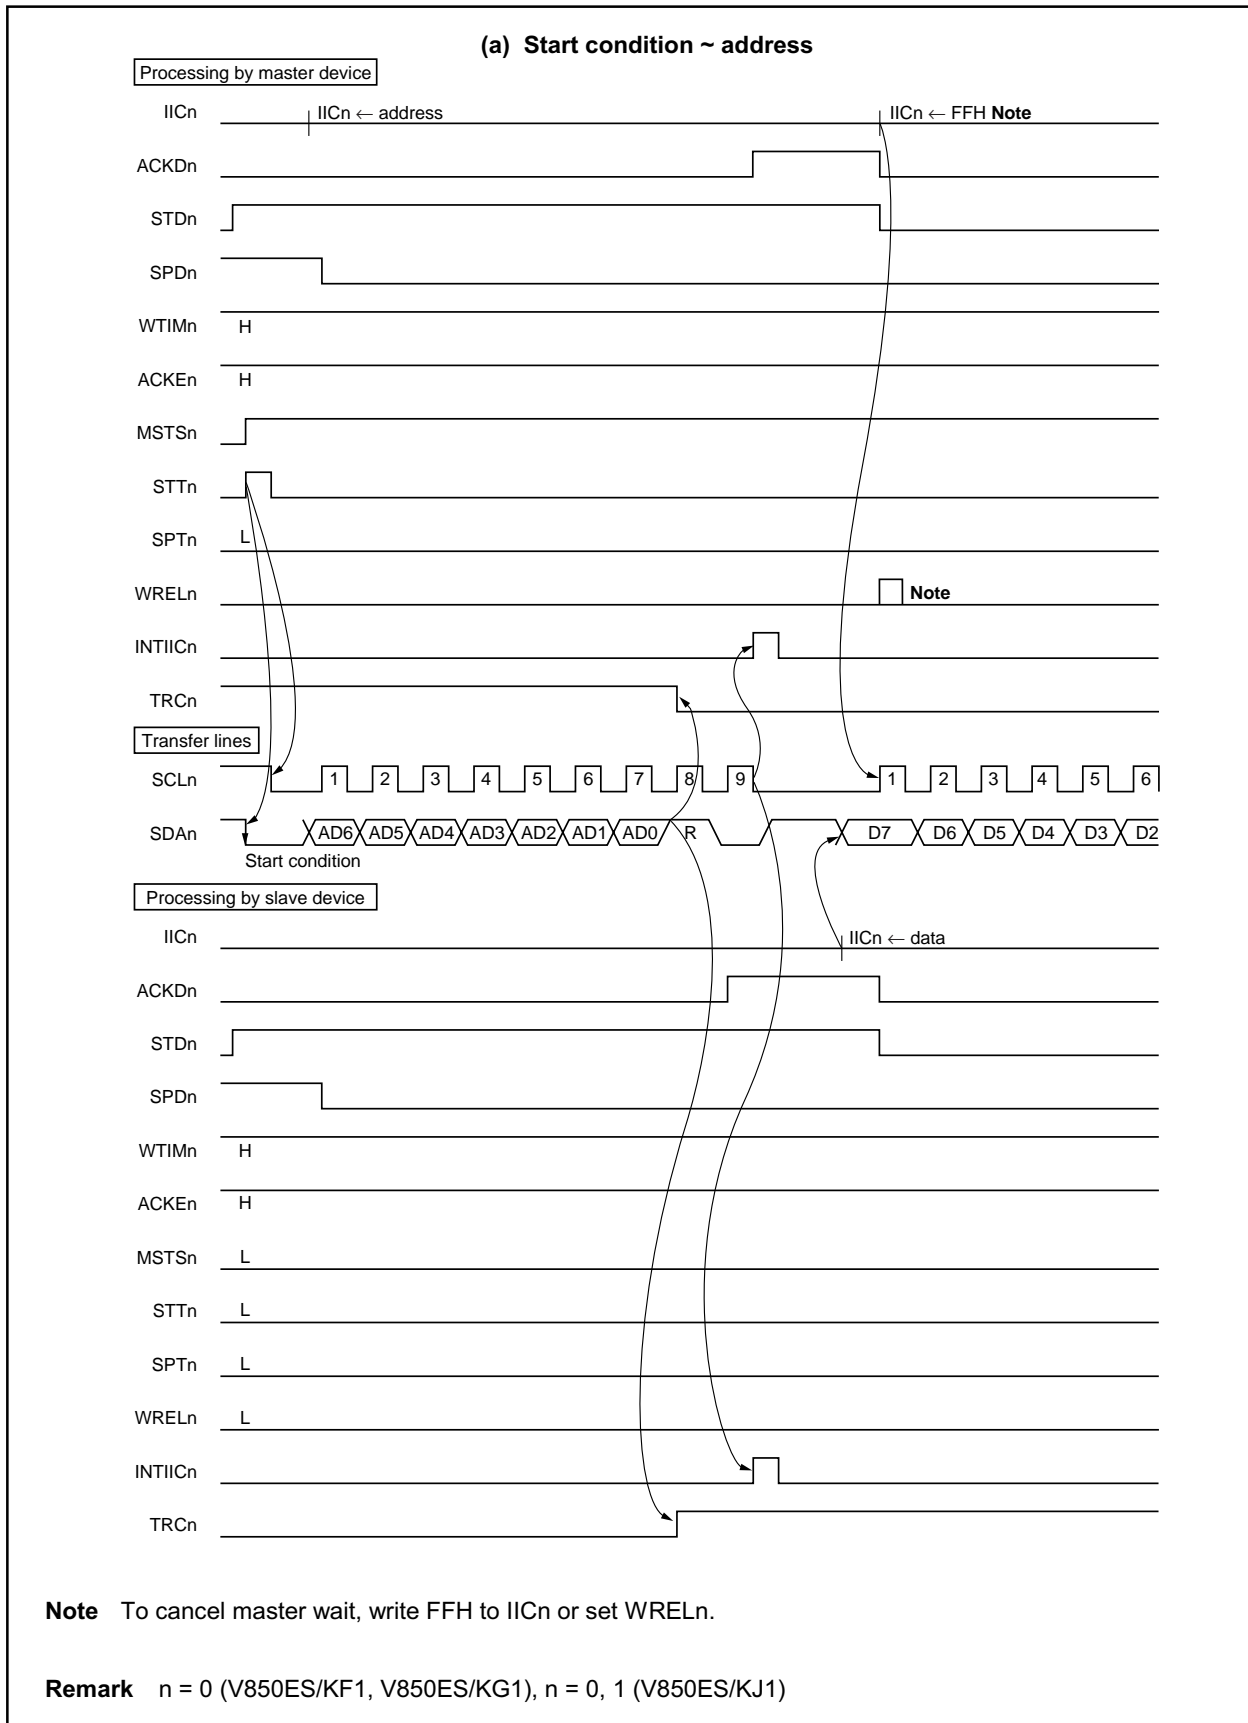 (a) Start condition ~ address
Processing by master device
IICn
IICn ← address
IICn ← FFH Note
ACKDn
STDn
SPDn
WTIMn
H
ACKEn
H
MSTSn
STTn
SPTn
L
WRELn
Note
INTIICn
TRCn
Transfer lines
SCLn
1 2 3 4 5 6 7 8 9 1 2 3 4 5 6
SDAn
AD6 AD5 AD4 AD3 AD2 AD1 AD0 R D7 D6 D5 D4 D3 D2
Start condition
Processing by slave device
IICn
IICn ← data
ACKDn
STDn
SPDn
WTIMn
H
ACKEn
H
MSTSn
L
STTn
L
SPTn
L
WRELn
L
INTIICn
TRCn
Note To cancel master wait, write FFH to IICn or set WRELn.
Remark n = 0 (V850ES/KF1, V850ES/KG1), n = 0, 1 (V850ES/KJ1)